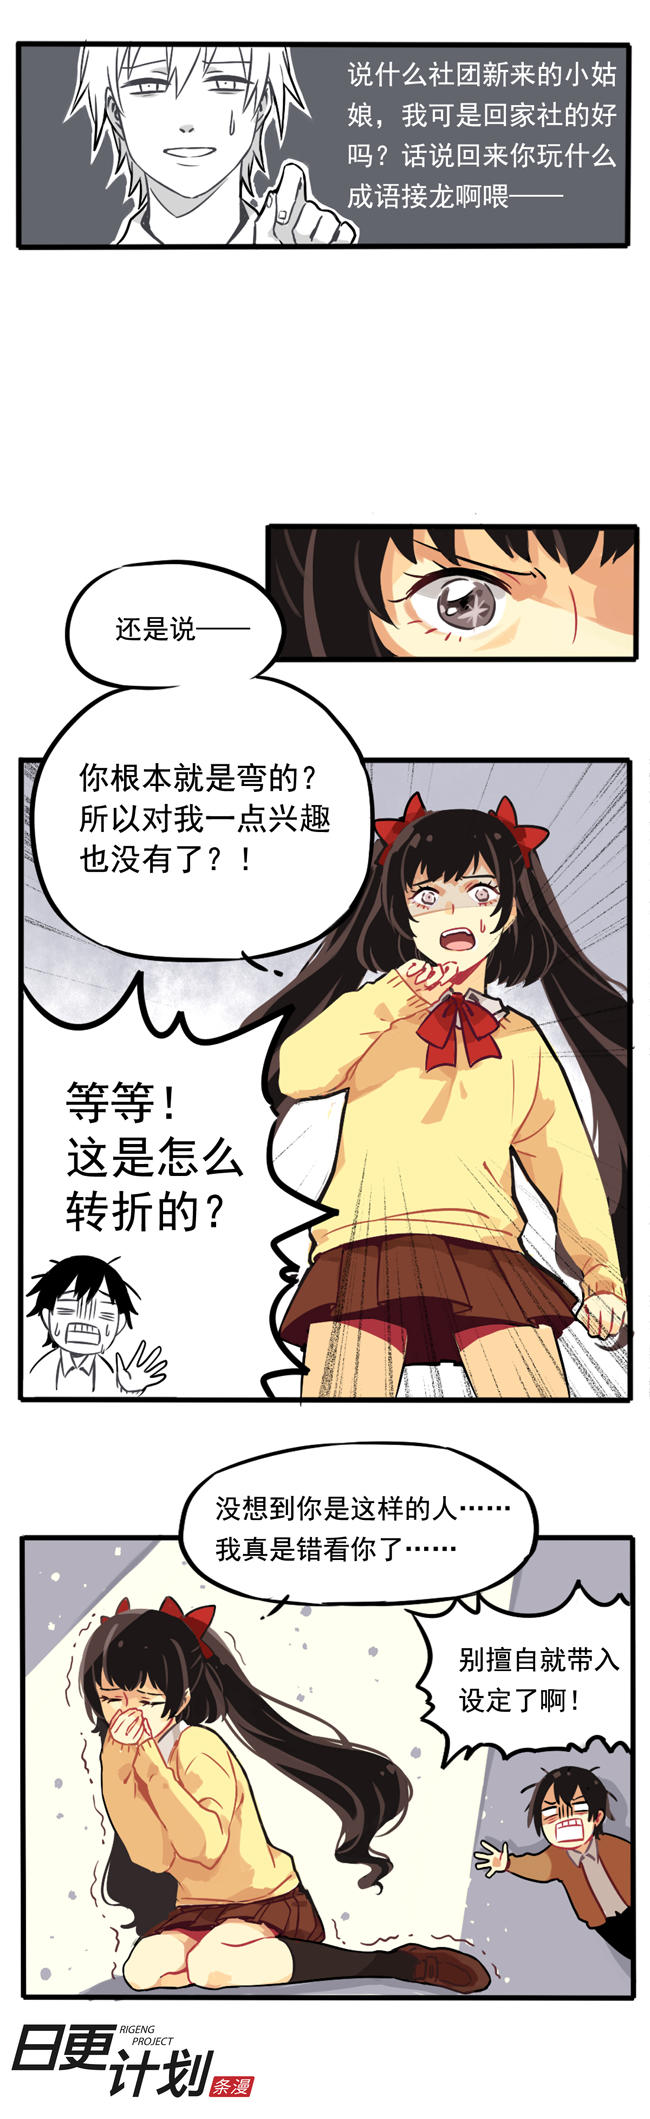 说什么社团新来的小姑
娘，我可是回家社的好
吗？话说回来你玩什么
成语接龙啊喂——
还是说——
你根本就是弯的？
所以对我一点兴趣
也没有了？！
等等！
这是怎么
转折的？
没想到你是这样的人……
我真是错看你了……
别擅自就带入
设定了啊！
日更计划
RIGENG
PROJECT
条漫